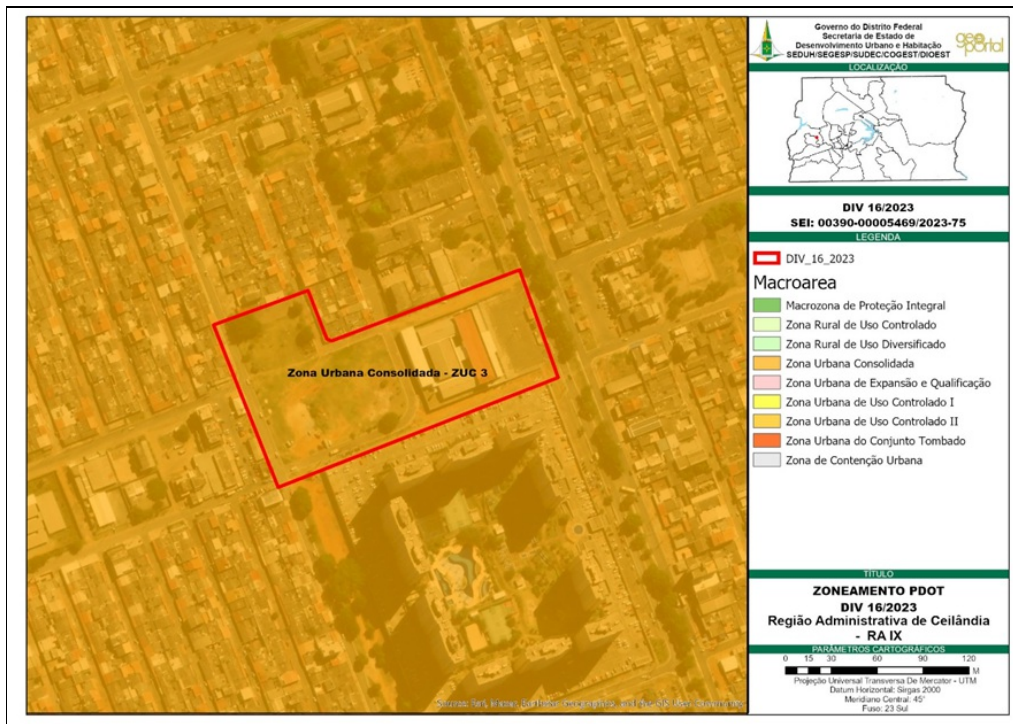 Zona Urbana Consolidada - ZUC 3
Governo do Distrito Federal
Secretaria de Estado de
Desenvolvimento Urbano e Habitação
SEDUH/SEGESP/SUDEC/COGEST/DIOEST
geo
portal
LOCALIZAÇÃO
DIV 16/2023
SEI: 00390-00005469/2023-75
LEGENDA
DIV_16_2023
Macroarea
Macrozona de Proteção Integral
Zona Rural de Uso Controlado
Zona Rural de Uso Diversificado
Zona Urbana Consolidada
Zona Urbana de Expansão e Qualificação
Zona Urbana de Uso Controlado I
Zona Urbana de Uso Controlado II
Zona Urbana do Conjunto Tombado
Zona de Contenção Urbana
TÍTULO
ZONEAMENTO PDOT
DIV 16/2023
Região Administrativa de Ceilândia
- RA IX
PARÂMETROS CARTOGRÁFICOS
0 15 30 60 90 120
M
Projeção Universal Transversa De Mercator - UTM
Datum Horizontal: Sirgas 2000
Meridiano Central: 45°
Fuso: 23 Sul